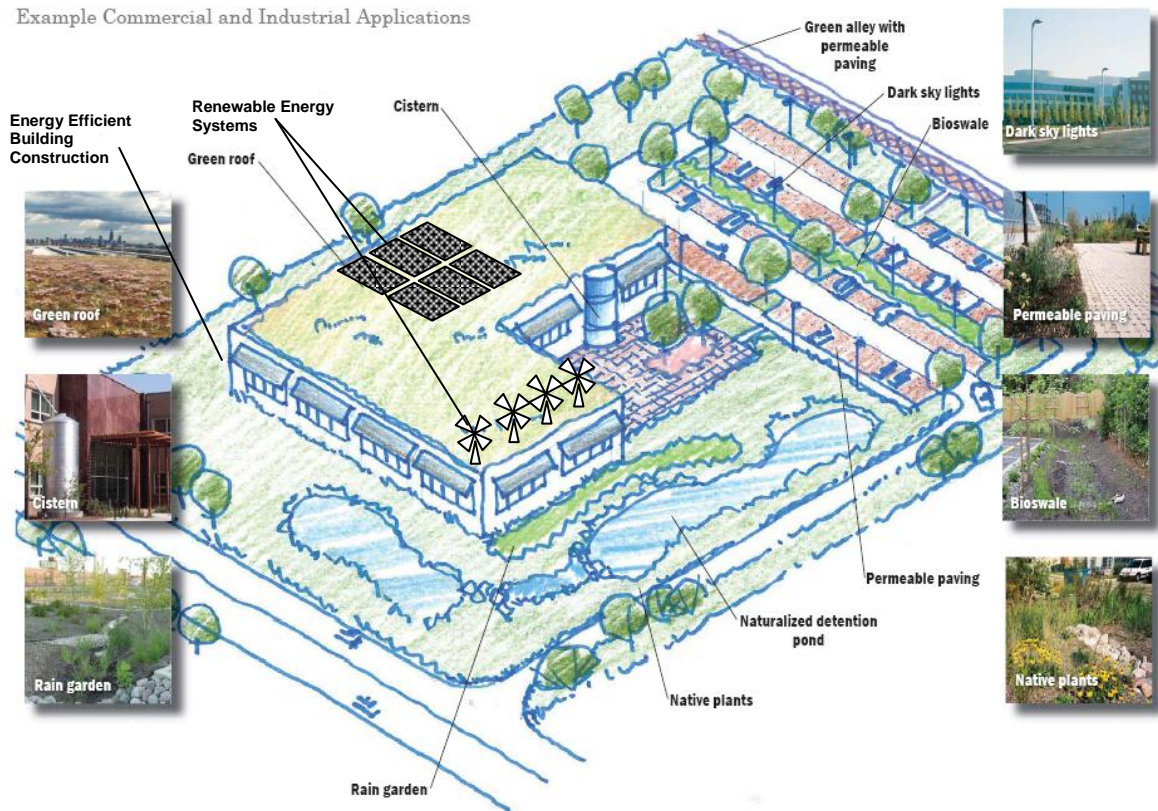 Example Commercial and Industrial Applications
Green alley with
permeable
paving
Dark sky lights
Bioswale
Cistern
Renewable Energy
Systems
Green roof
Energy Efficient
Building
Construction
Dark sky lights
Green roof
Permeable paving
Cistern
Bioswale
Rain garden
Native plants
Permeable paving
Naturalized detention
pond
Native plants
Rain garden